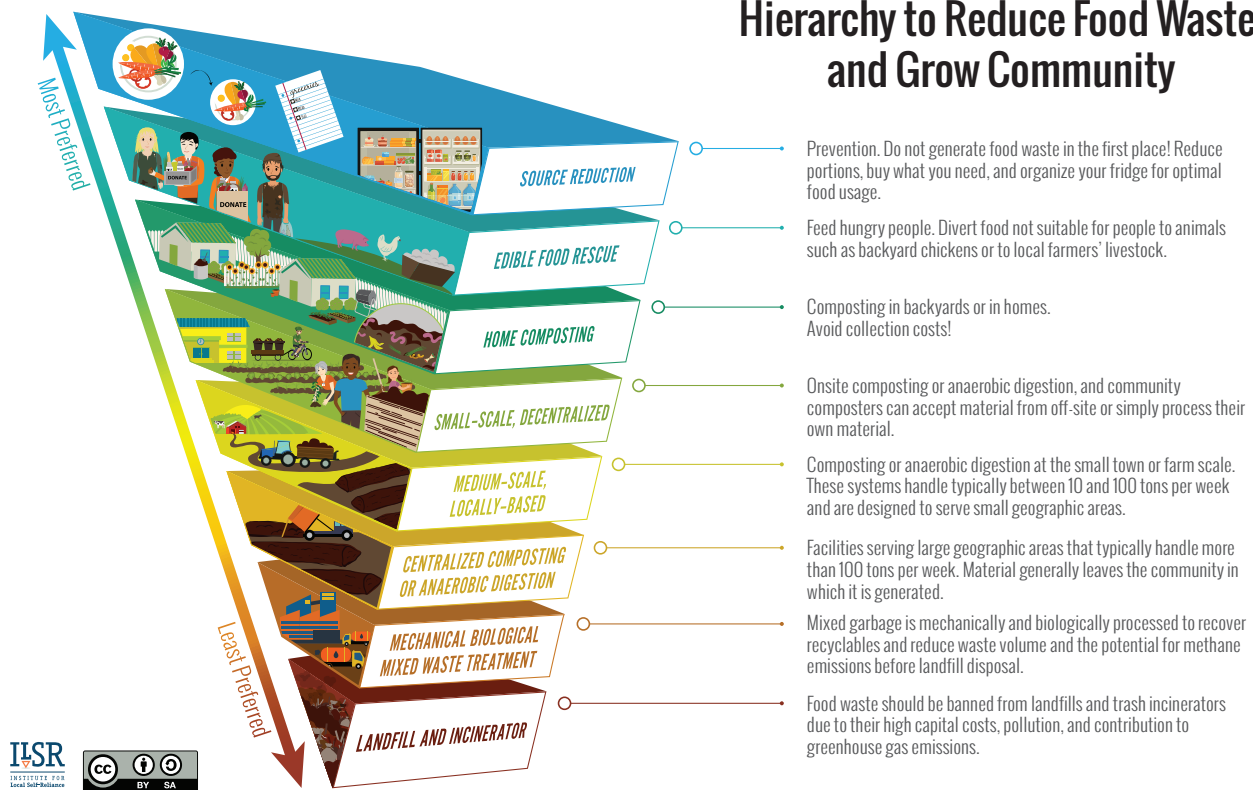 Hierarchy to Reduce Food Waste
and Grow Community
Most Preferred
groceries
DONATE
DONATE
SOURCE REDUCTION
Prevention. Do not generate food waste in the first place! Reduce
portions, buy what you need, and organize your fridge for optimal
food usage.
EDIBLE FOOD RESCUE
Feed hungry people. Divert food not suitable for people to animals
such as backyard chickens or to local farmers’ livestock.
HOME COMPOSTING
Composting in backyards or in homes.
Avoid collection costs!
SMALL–SCALE, DECENTRALIZED
Onsite composting or anaerobic digestion, and community
composters can accept material from off-site or simply process their
own material.
MEDIUM–SCALE,
LOCALLY–BASED
Composting or anaerobic digestion at the small town or farm scale.
These systems handle typically between 10 and 100 tons per week
and are designed to serve small geographic areas.
CENTRALIZED COMPOSTING
OR ANAEROBIC DIGESTION
Facilities serving large geographic areas that typically handle more
than 100 tons per week. Material generally leaves the community in
which it is generated.
MECHANICAL BIOLOGICAL
MIXED WASTE TREATMENT
Mixed garbage is mechanically and biologically processed to recover
recyclables and reduce waste volume and the potential for methane
emissions before landfill disposal.
Least Preferred
LANDFILL AND INCINERATOR
Food waste should be banned from landfills and trash incinerators
due to their high capital costs, pollution, and contribution to
greenhouse gas emissions.
ILSR
INSTITUTE FOR
Local Self-Reliance
cc
BY SA